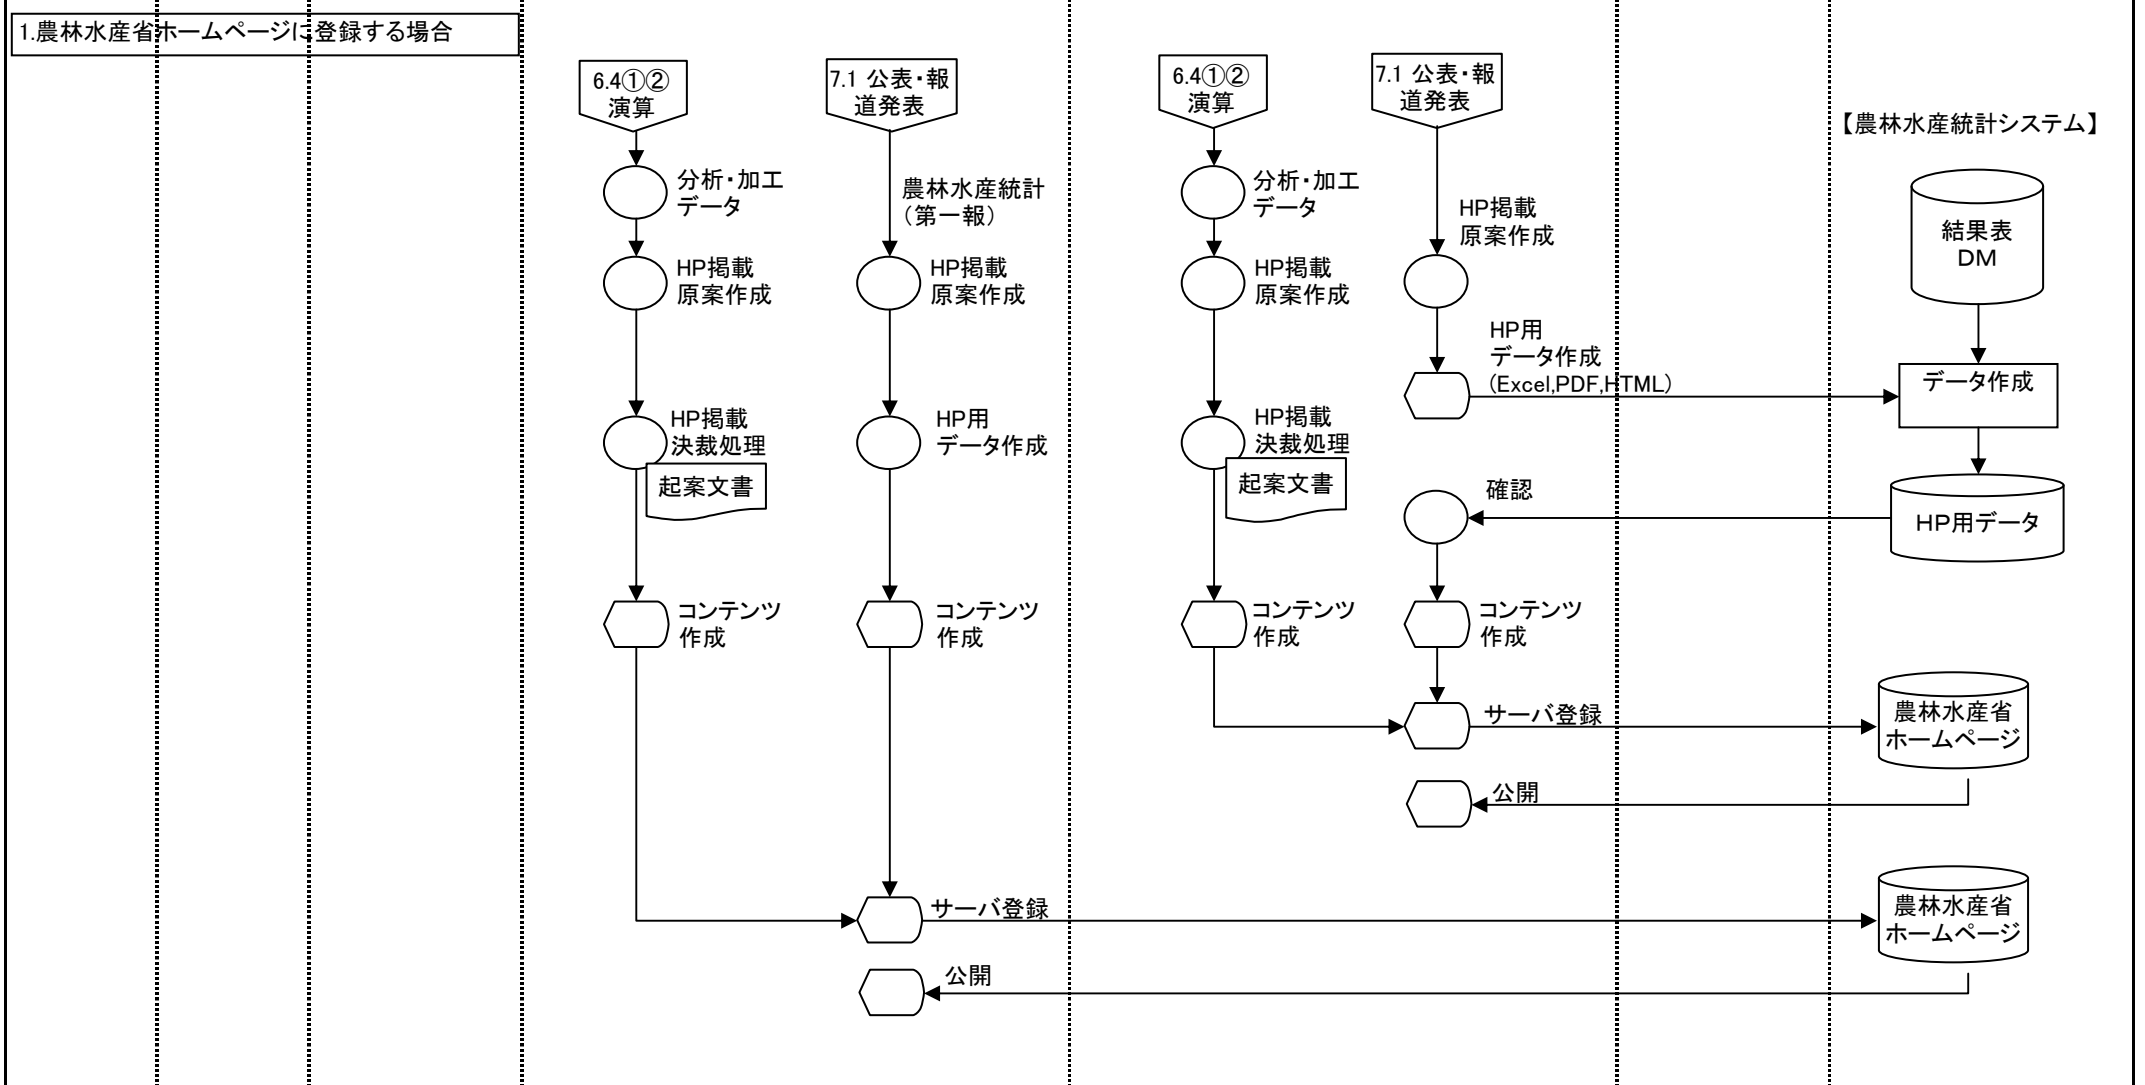 1.農林水産省ホームページに登録する場合
6.4①②
演算
7.1 公表・報
道発表
6.4①②
演算
7.1 公表・報
道発表
【農林水産統計システム】
分析・加工
データ
農林水産統計
(第一報)
分析・加工
データ
HP掲載
原案作成
結果表
DM
HP掲載
原案作成
HP掲載
原案作成
HP掲載
原案作成
HP用
データ作成
(Excel,PDF,HTML)
データ作成
HP掲載
決裁処理
起案文書
HP用
データ作成
HP掲載
決裁処理
起案文書
確認
HP用データ
コンテンツ
作成
コンテンツ
作成
コンテンツ
作成
コンテンツ
作成
サーバ登録
農林水産省
ホームページ
公開
サーバ登録
農林水産省
ホームページ
公開